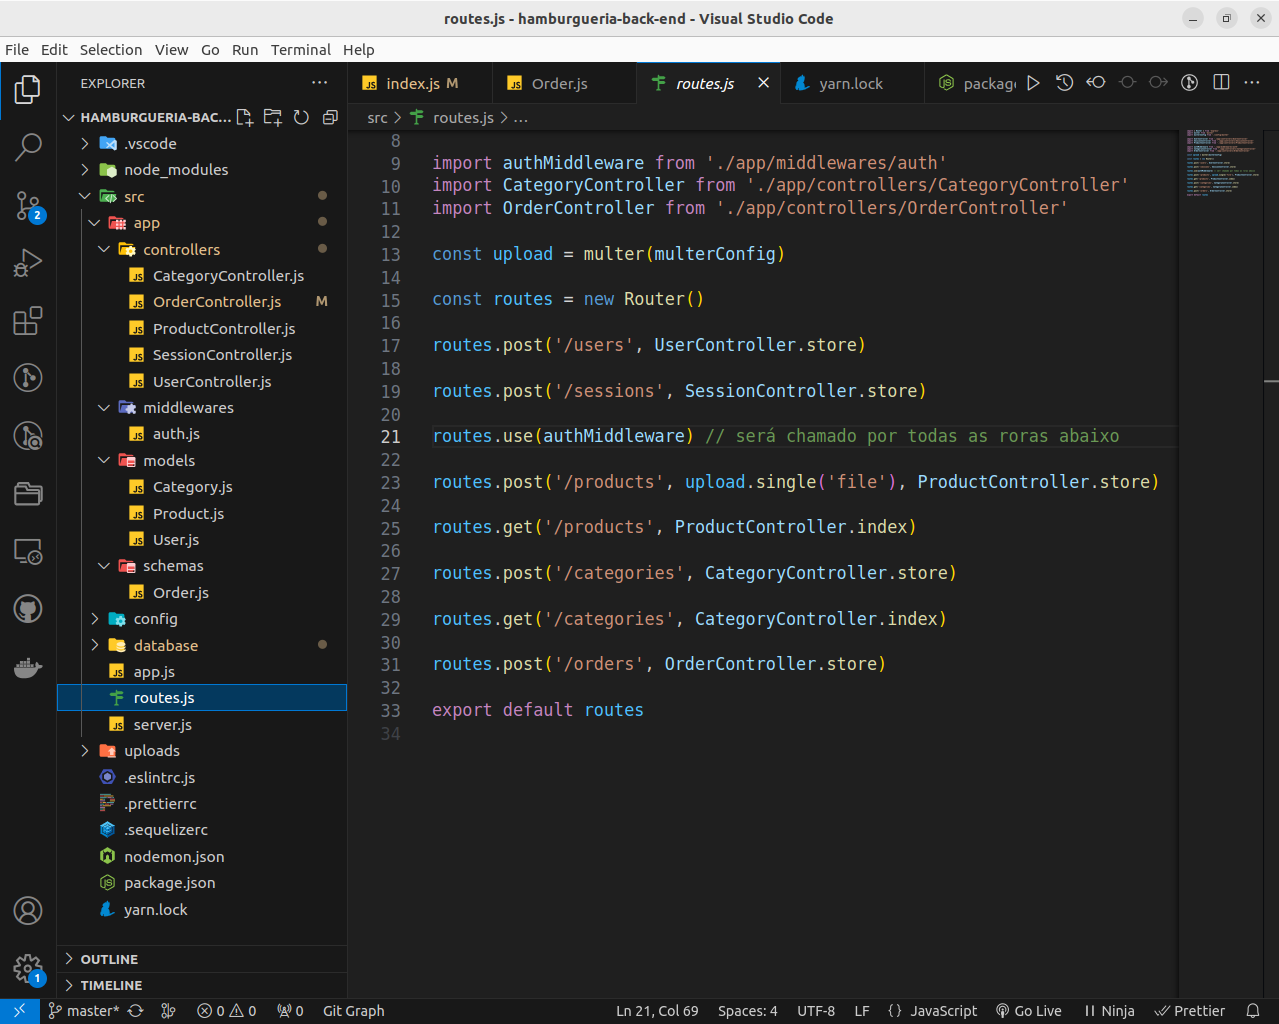 routes.js - hamburgueria-back-end - Visual Studio Code
File Edit Selection View Go Run Terminal Help
EXPLORER
index.js M
Order.js
routes.js
yarn.lock
packag
HAMBURGUERIA-BAC...
src > routes.js > ...
.vscode
node_modules
src
app
controllers
CategoryController.js
OrderController.js M
ProductController.js
SessionController.js
UserController.js
middlewares
auth.js
models
Category.js
Product.js
User.js
schemas
Order.js
config
database
app.js
routes.js
server.js
uploads
.eslintrc.js
.prettierrc
.sequelizerc
nodemon.json
package.json
yarn.lock
OUTLINE
TIMELINE
2
1
8
9 import authMiddleware from './app/middlewares/auth'
10 import CategoryController from './app/controllers/CategoryController'
11 import OrderController from './app/controllers/OrderController'
12
13 const upload = multer(multerConfig)
14
15 const routes = new Router()
16
17 routes.post('/users', UserController.store)
18
19 routes.post('/sessions', SessionController.store)
20
21 routes.use(authMiddleware) // será chamado por todas as roras abaixo
22
23 routes.post('/products', upload.single('file'), ProductController.store)
24
25 routes.get('/products', ProductController.index)
26
27 routes.post('/categories', CategoryController.store)
28
29 routes.get('/categories', CategoryController.index)
30
31 routes.post('/orders', OrderController.store)
32
33 export default routes
34
master* 0 0 0 Git Graph Ln 21, Col 69 Spaces: 4 UTF-8 LF {} JavaScript Go Live Ninja Prettier